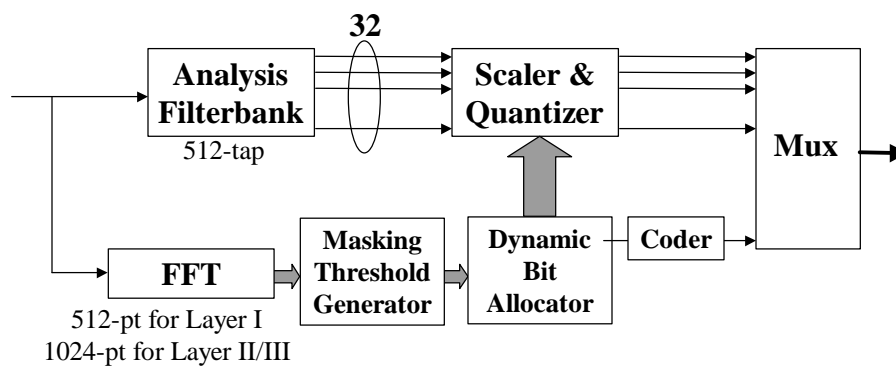 32
Analysis
Filterbank
512-tap
Scaler &
Quantizer
Mux
FFT
512-pt for Layer I
1024-pt for Layer II/III
Masking
Threshold
Generator
Dynamic
Bit
Allocator
Coder